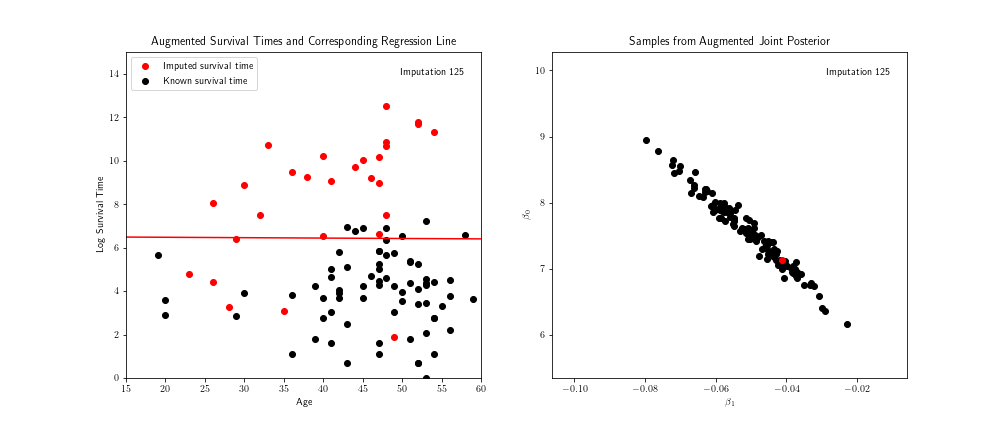 Augmented Survival Times and Corresponding Regression Line
Imputed survival time
Known survival time
Imputation 125
14
12
10
8
6
4
2
0
Log Survival Time
15 20 25 30 35 40 45 50 55 60
Age
Samples from Augmented Joint Posterior
Imputation 125
10
9
8
7
6
β0
−0.10 −0.08 −0.06 −0.04 −0.02
β1